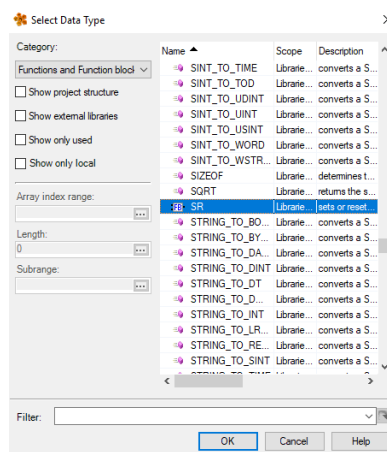 Select Data Type
Category:
Functions and Function block
Show project structure
Show external libraries
Show only used
Show only local
Array index range:
...
Length:
0
...
Subrange:
...
Name Scope Description
SINT_TO_TIME Librarie... converts a S...
SINT_TO_TOD Librarie... converts a S...
SINT_TO_UDINT Librarie... converts a S...
SINT_TO_UINT Librarie... converts a S...
SINT_TO_USINT Librarie... converts a S...
SINT_TO_WORD Librarie... converts a S...
SINT_TO_WSTR... Librarie... converts a S...
SIZEOF Librarie... determines t...
SQRT Librarie... returns the s...
FB SR Librarie... sets or reset...
STRING_TO_BO... Librarie... converts a S...
STRING_TO_BY... Librarie... converts a S...
STRING_TO_DA... Librarie... converts a S...
STRING_TO_DINT Librarie... converts a S...
STRING_TO_DT Librarie... converts a S...
STRING_TO_D... Librarie... converts a S...
STRING_TO_INT Librarie... converts a S...
STRING_TO_LR... Librarie... converts a S...
STRING_TO_RE... Librarie... converts a S...
STRING_TO_SINT Librarie... converts a S...
STRING_TO_TIME Librarie... converts a S...
Filter:
OK Cancel Help